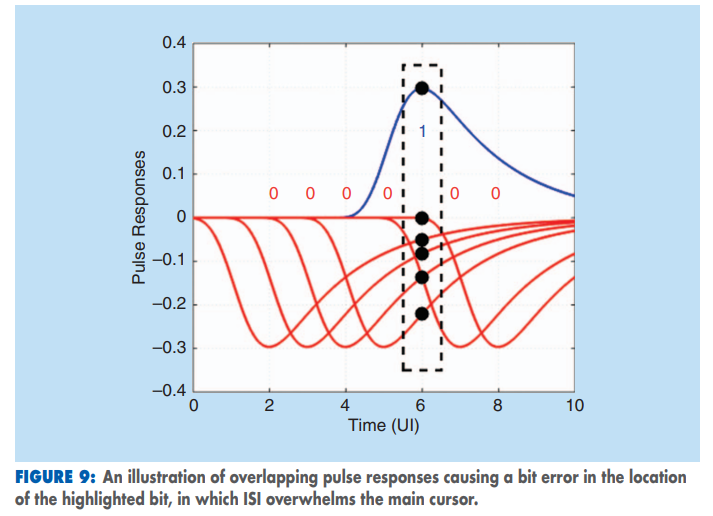 0.4
0.3
0.2
0.1
0
−0.1
−0.2
−0.3
−0.4
Pulse Responses
1
0 0 0 0 0 0
0 2 4 6 8 10
Time (UI)
FIGURE 9: An illustration of overlapping pulse responses causing a bit error in the location
of the highlighted bit, in which ISI overwhelms the main cursor.